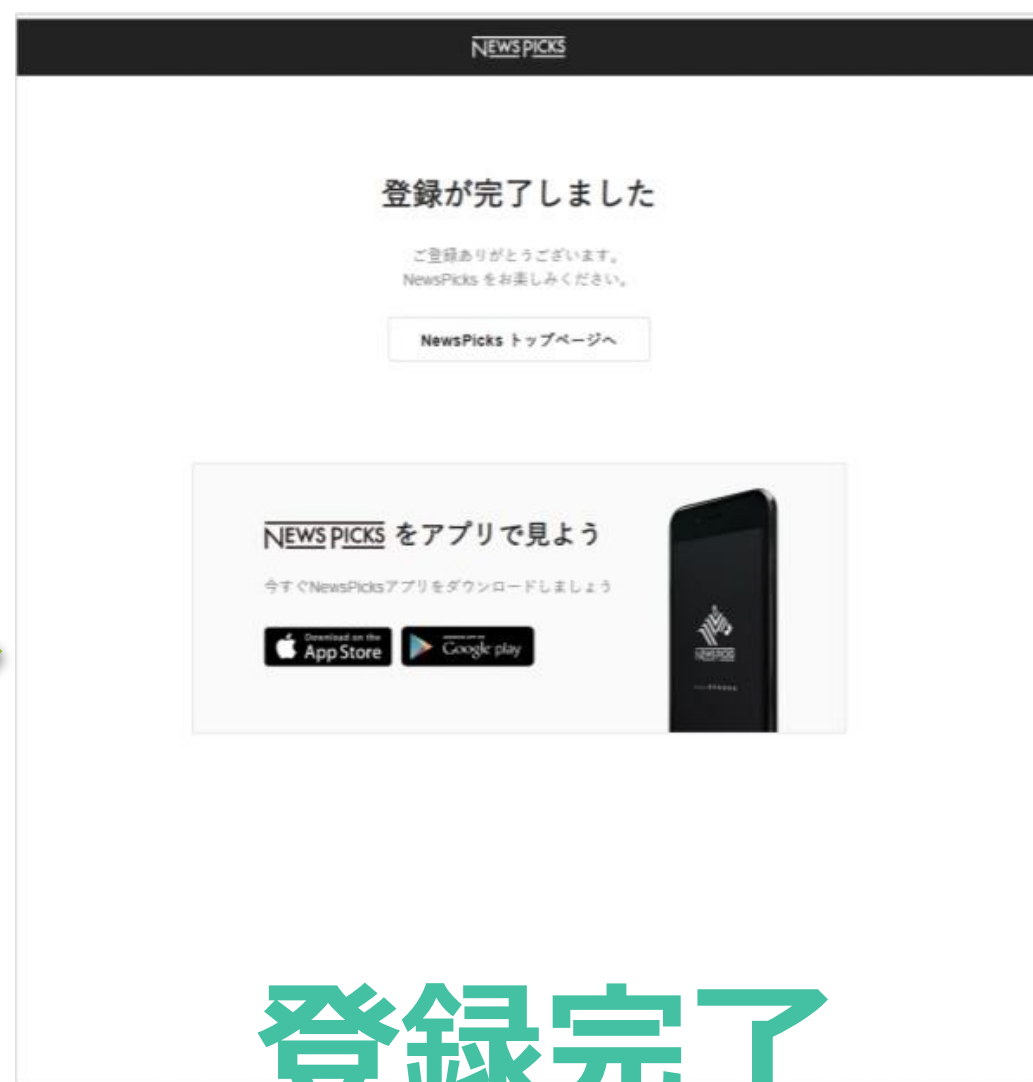 NEWSPICKS
登録が完了しました
ご登録ありがとうございます。
NewsPicks をお楽しみください。
NewsPicks トップページへ
NEWSPICKS をアプリで見よう
今すぐNewsPicksアプリをダウンロードしましょう
Download on the
App Store
Google play
NEWSPICKS
登録完了